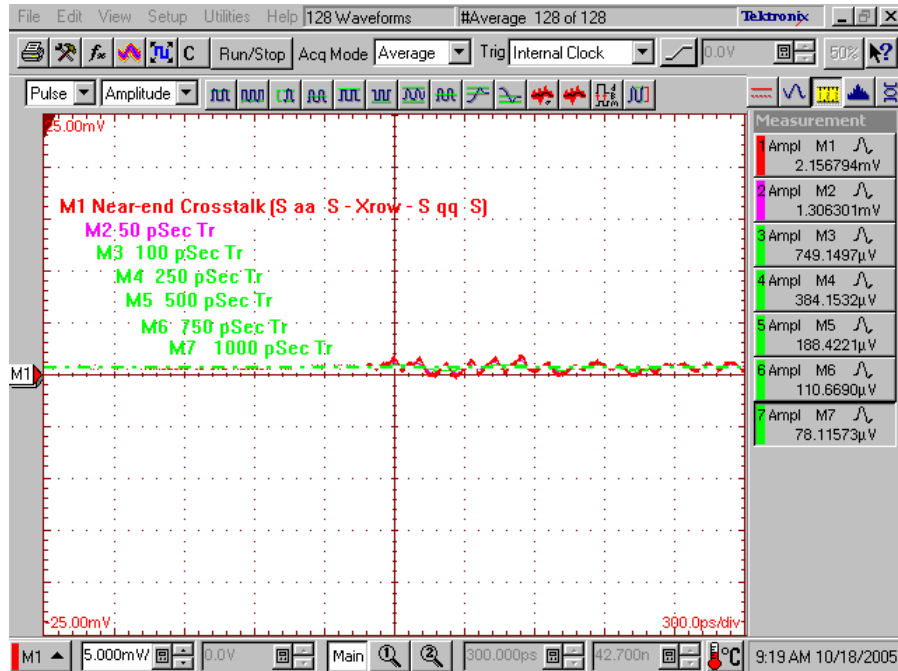 File Edit View Setup Utilities Help 128 Waveforms #Average 128 of 128 Tektronix
C Run/Stop Acq Mode Average Trig Internal Clock 0.0V 50%
Pulse Amplitude
25.00mV
Measurement
1 Ampl M1
2.156794mV
2 Ampl M2
1.306301mV
3 Ampl M3
749.1497µV
4 Ampl M4
384.1532µV
5 Ampl M5
188.4221µV
6 Ampl M6
110.6690µV
7 Ampl M7
78.11573µV
M1 Near-end Crosstalk (S aa S - Xrow - S qq S)
M2 50 pSec Tr
M3 100 pSec Tr
M4 250 pSec Tr
M5 500 pSec Tr
M6 750 pSec Tr
M7 1000 pSec Tr
M1
-25.00mV
300.0ps/div
M1 5.000mV/ 0.0V Main 1 2 300.000ps 42.700n °C 9:19 AM 10/18/2005